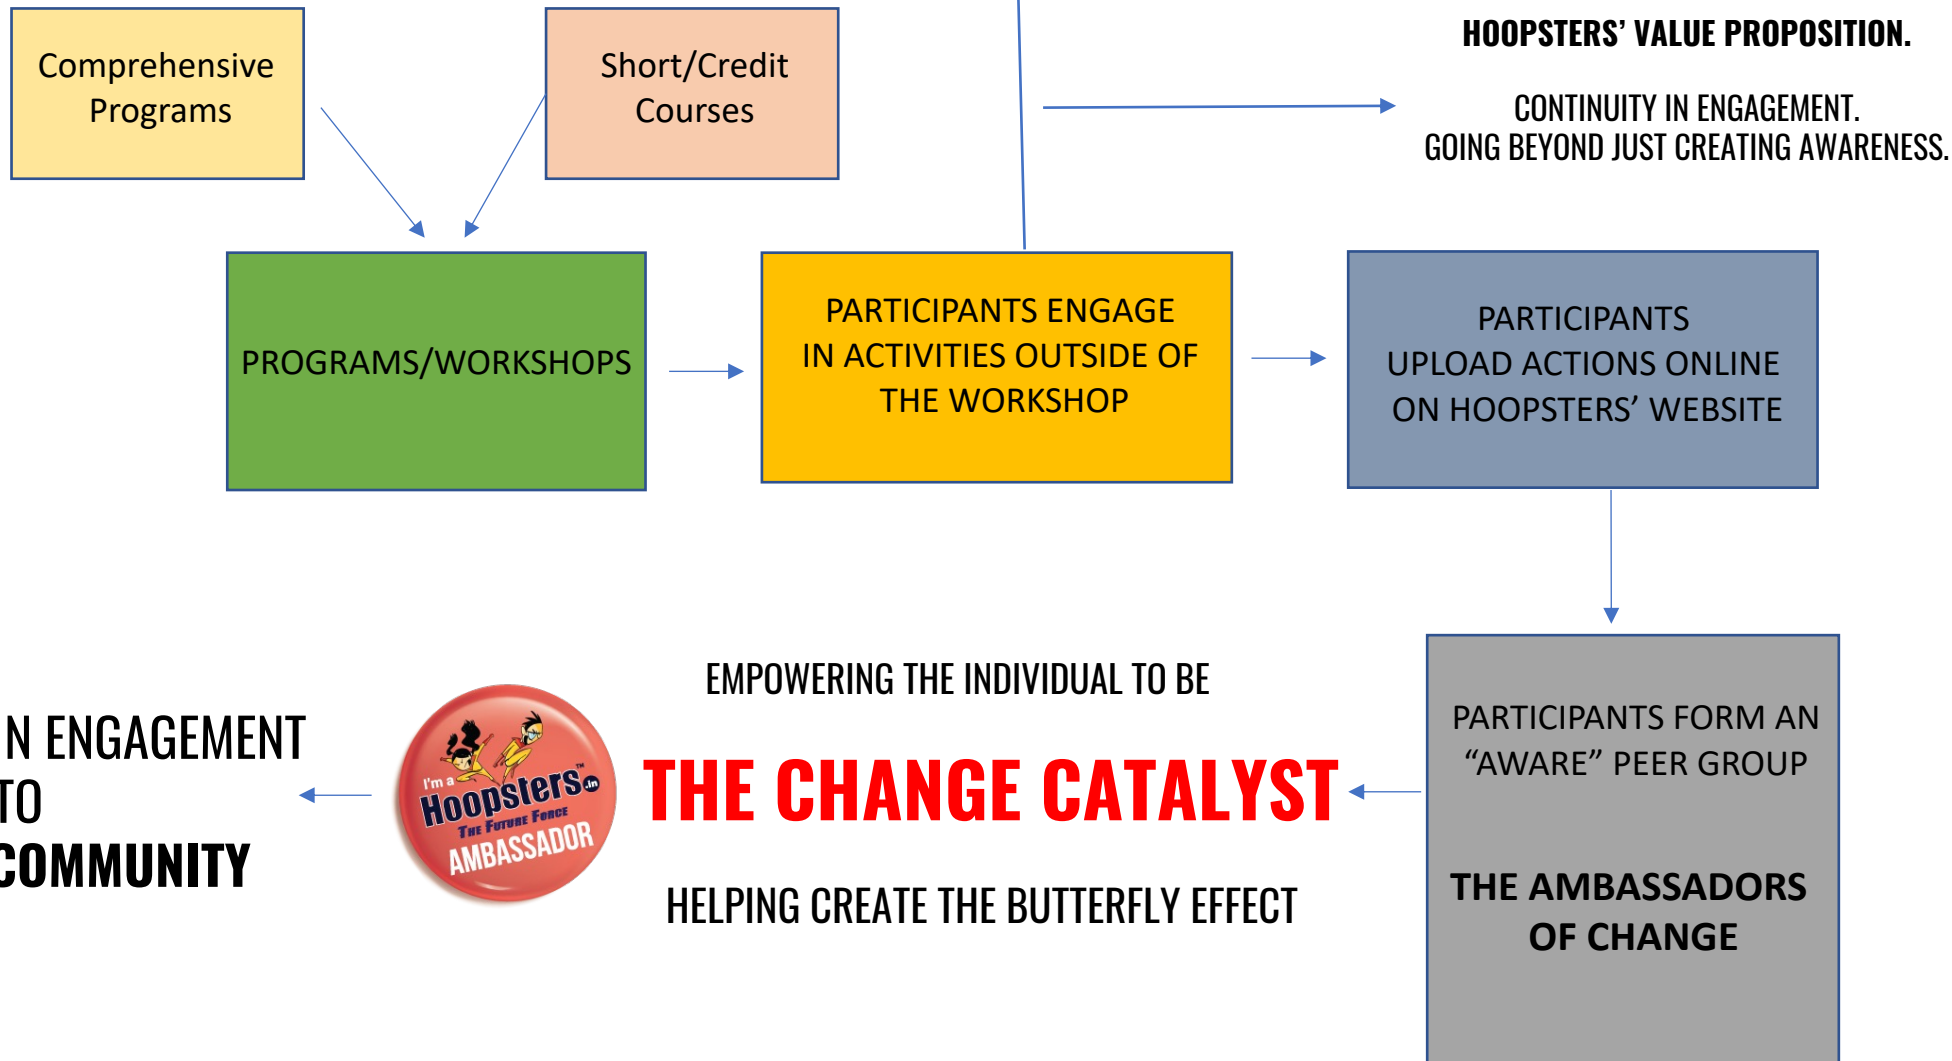 Comprehensive
Programs
Short/Credit
Courses
HOOPSTERS’ VALUE PROPOSITION.
CONTINUITY IN ENGAGEMENT.
GOING BEYOND JUST CREATING AWARENESS.
PROGRAMS/WORKSHOPS
PARTICIPANTS ENGAGE
IN ACTIVITIES OUTSIDE OF
THE WORKSHOP
PARTICIPANTS
UPLOAD ACTIONS ONLINE
ON HOOPSTERS’ WEBSITE
PARTICIPANTS FORM AN
“AWARE” PEER GROUP
THE AMBASSADORS
OF CHANGE
EMPOWERING THE INDIVIDUAL TO BE
THE CHANGE CATALYST
HELPING CREATE THE BUTTERFLY EFFECT
I'm a
Hoopsters.in™
THE FUTURE FORCE
AMBASSADOR
N ENGAGEMENT
TO
COMMUNITY